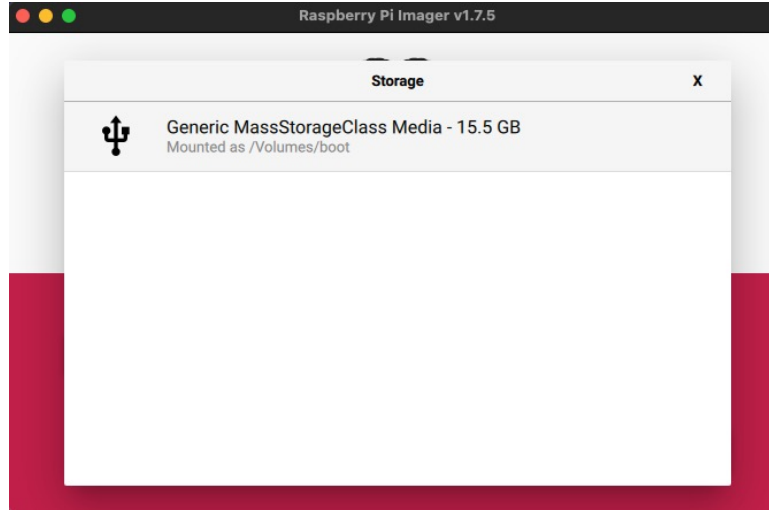 Raspberry Pi Imager v1.7.5
Storage
X
Generic MassStorageClass Media - 15.5 GB
Mounted as /Volumes/boot